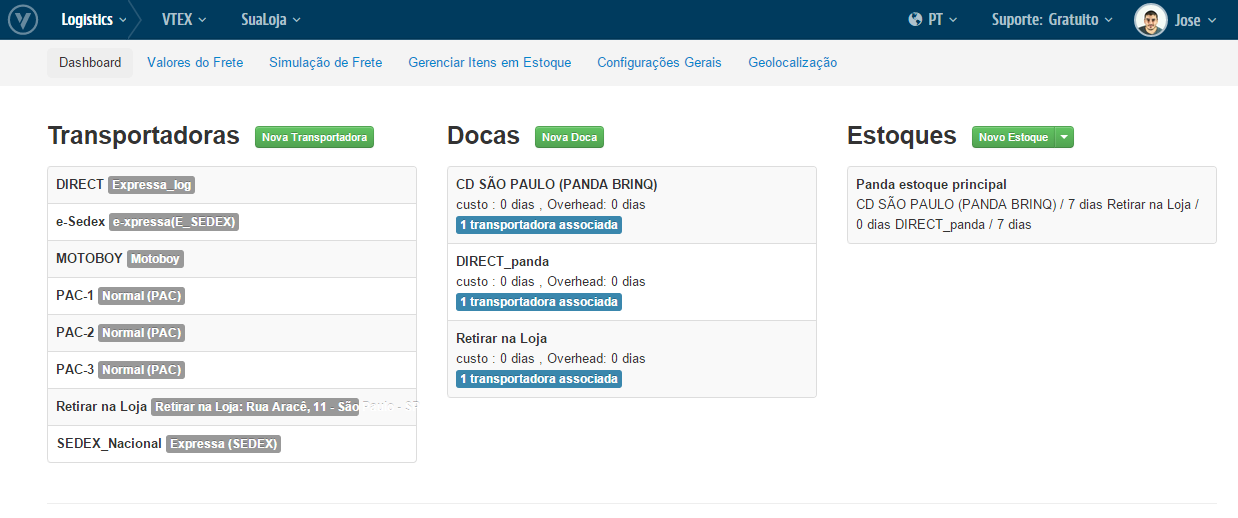 Logistics VTEX SuaLoja PT Suporte: Gratuito Jose
Dashboard Valores do Frete Simulação de Frete Gerenciar Itens em Estoque Configurações Gerais Geolocalização
Transportadoras Nova Transportadora
DIRECT Expressa_log
e-Sedex e-xpressa(E_SEDEX)
MOTOBOY Motoboy
PAC-1 Normal (PAC)
PAC-2 Normal (PAC)
PAC-3 Normal (PAC)
Retirar na Loja Retirar na Loja: Rua Aracê, 11 - São Paulo - SP
SEDEX_Nacional Expressa (SEDEX)
Docas Nova Doca
CD SÃO PAULO (PANDA BRINQ)
custo : 0 dias , Overhead: 0 dias
1 transportadora associada
DIRECT_panda
custo : 0 dias , Overhead: 0 dias
1 transportadora associada
Retirar na Loja
custo : 0 dias , Overhead: 0 dias
1 transportadora associada
Estoques Novo Estoque
Panda estoque principal
CD SÃO PAULO (PANDA BRINQ) / 7 dias Retirar na Loja /
0 dias DIRECT_panda / 7 dias